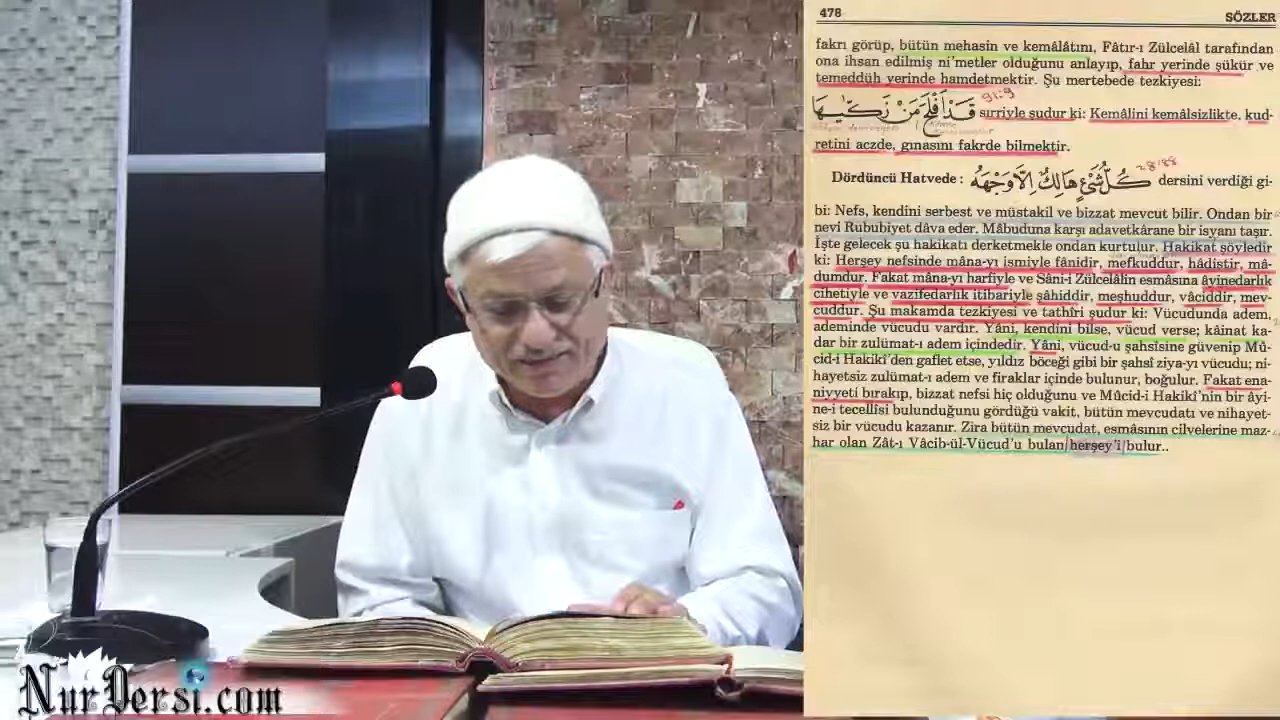 478
SÖZLER
fakrı görüp, bütün mehasin ve kemâlâtını, Fâtır-ı Zülcelâl tarafından
ona ihsan edilmiş ni'metler olduğunu anlayıp, fahr yerinde şükür ve
temeddüh yerinde hamdetmektir. Şu mertebede tezkiyesi:
91:9
قَدْ اَفْلَحَ مَنْ زَكّٰيهَا sırriyle şudur ki: Kemâlini kemâlsizlikte, kud-
retini aczde, gınasını fakrde bilmektir.
28:88
Dördüncü Hatvede : كُلُّ شَىْءٍ هَالِكٌ اِلَّا وَجْهَهُ dersini verdiği gi-
bi: Nefs, kendini serbest ve müstakil ve bizzat mevcut bilir. Ondan bir
nevi Rububiyet dâva eder. Mâbuduna karşı adavetkârane bir isyanı taşır.
İşte gelecek şu hakikatı derketmekle ondan kurtulur. Hakikat şöyledir
ki: Herşey nefsinde mâna-yı ismiyle fânidir, mefkuddur, hâdistir, mâ-
dumdur. Fakat mâna-yı harfiyle ve Sâni-i Zülcelâlin esmâsına âyinedarlık
cihetiyle ve vazifedarlık itibariyle şâhiddir, meşhuddur, vâciddir, mev-
cuddur. Şu makamda tezkiyesi ve tathîri şudur ki: Vücudunda adem,
ademinde vücudu vardır. Yâni, kendini bilse, vücud verse; kâinat ka-
dar bir zulümat-ı adem içindedir. Yâni, vücud-u şahsîsine güvenip Mû-
cid-i Hakikî'den gaflet etse, yıldız böceği gibi bir şahsî ziya-yı vücudu; ni-
hayetsiz zulümat-ı adem ve firaklar içinde bulunur, boğulur. Fakat ena-
niyyeti bırakıp, bizzat nefsi hiç olduğunu ve Mûcid-i Hakikî'nin bir âyi-
ne-i tecellîsi bulunduğunu gördüğü vakit, bütün mevcudatı ve nihayet-
siz bir vücudu kazanır. Zira bütün mevcudat, esmâsının cilvelerine maz-
har olan Zât-ı Vâcib-ül-Vücud'u bulan herşey'i bulur..
NurDersi.com